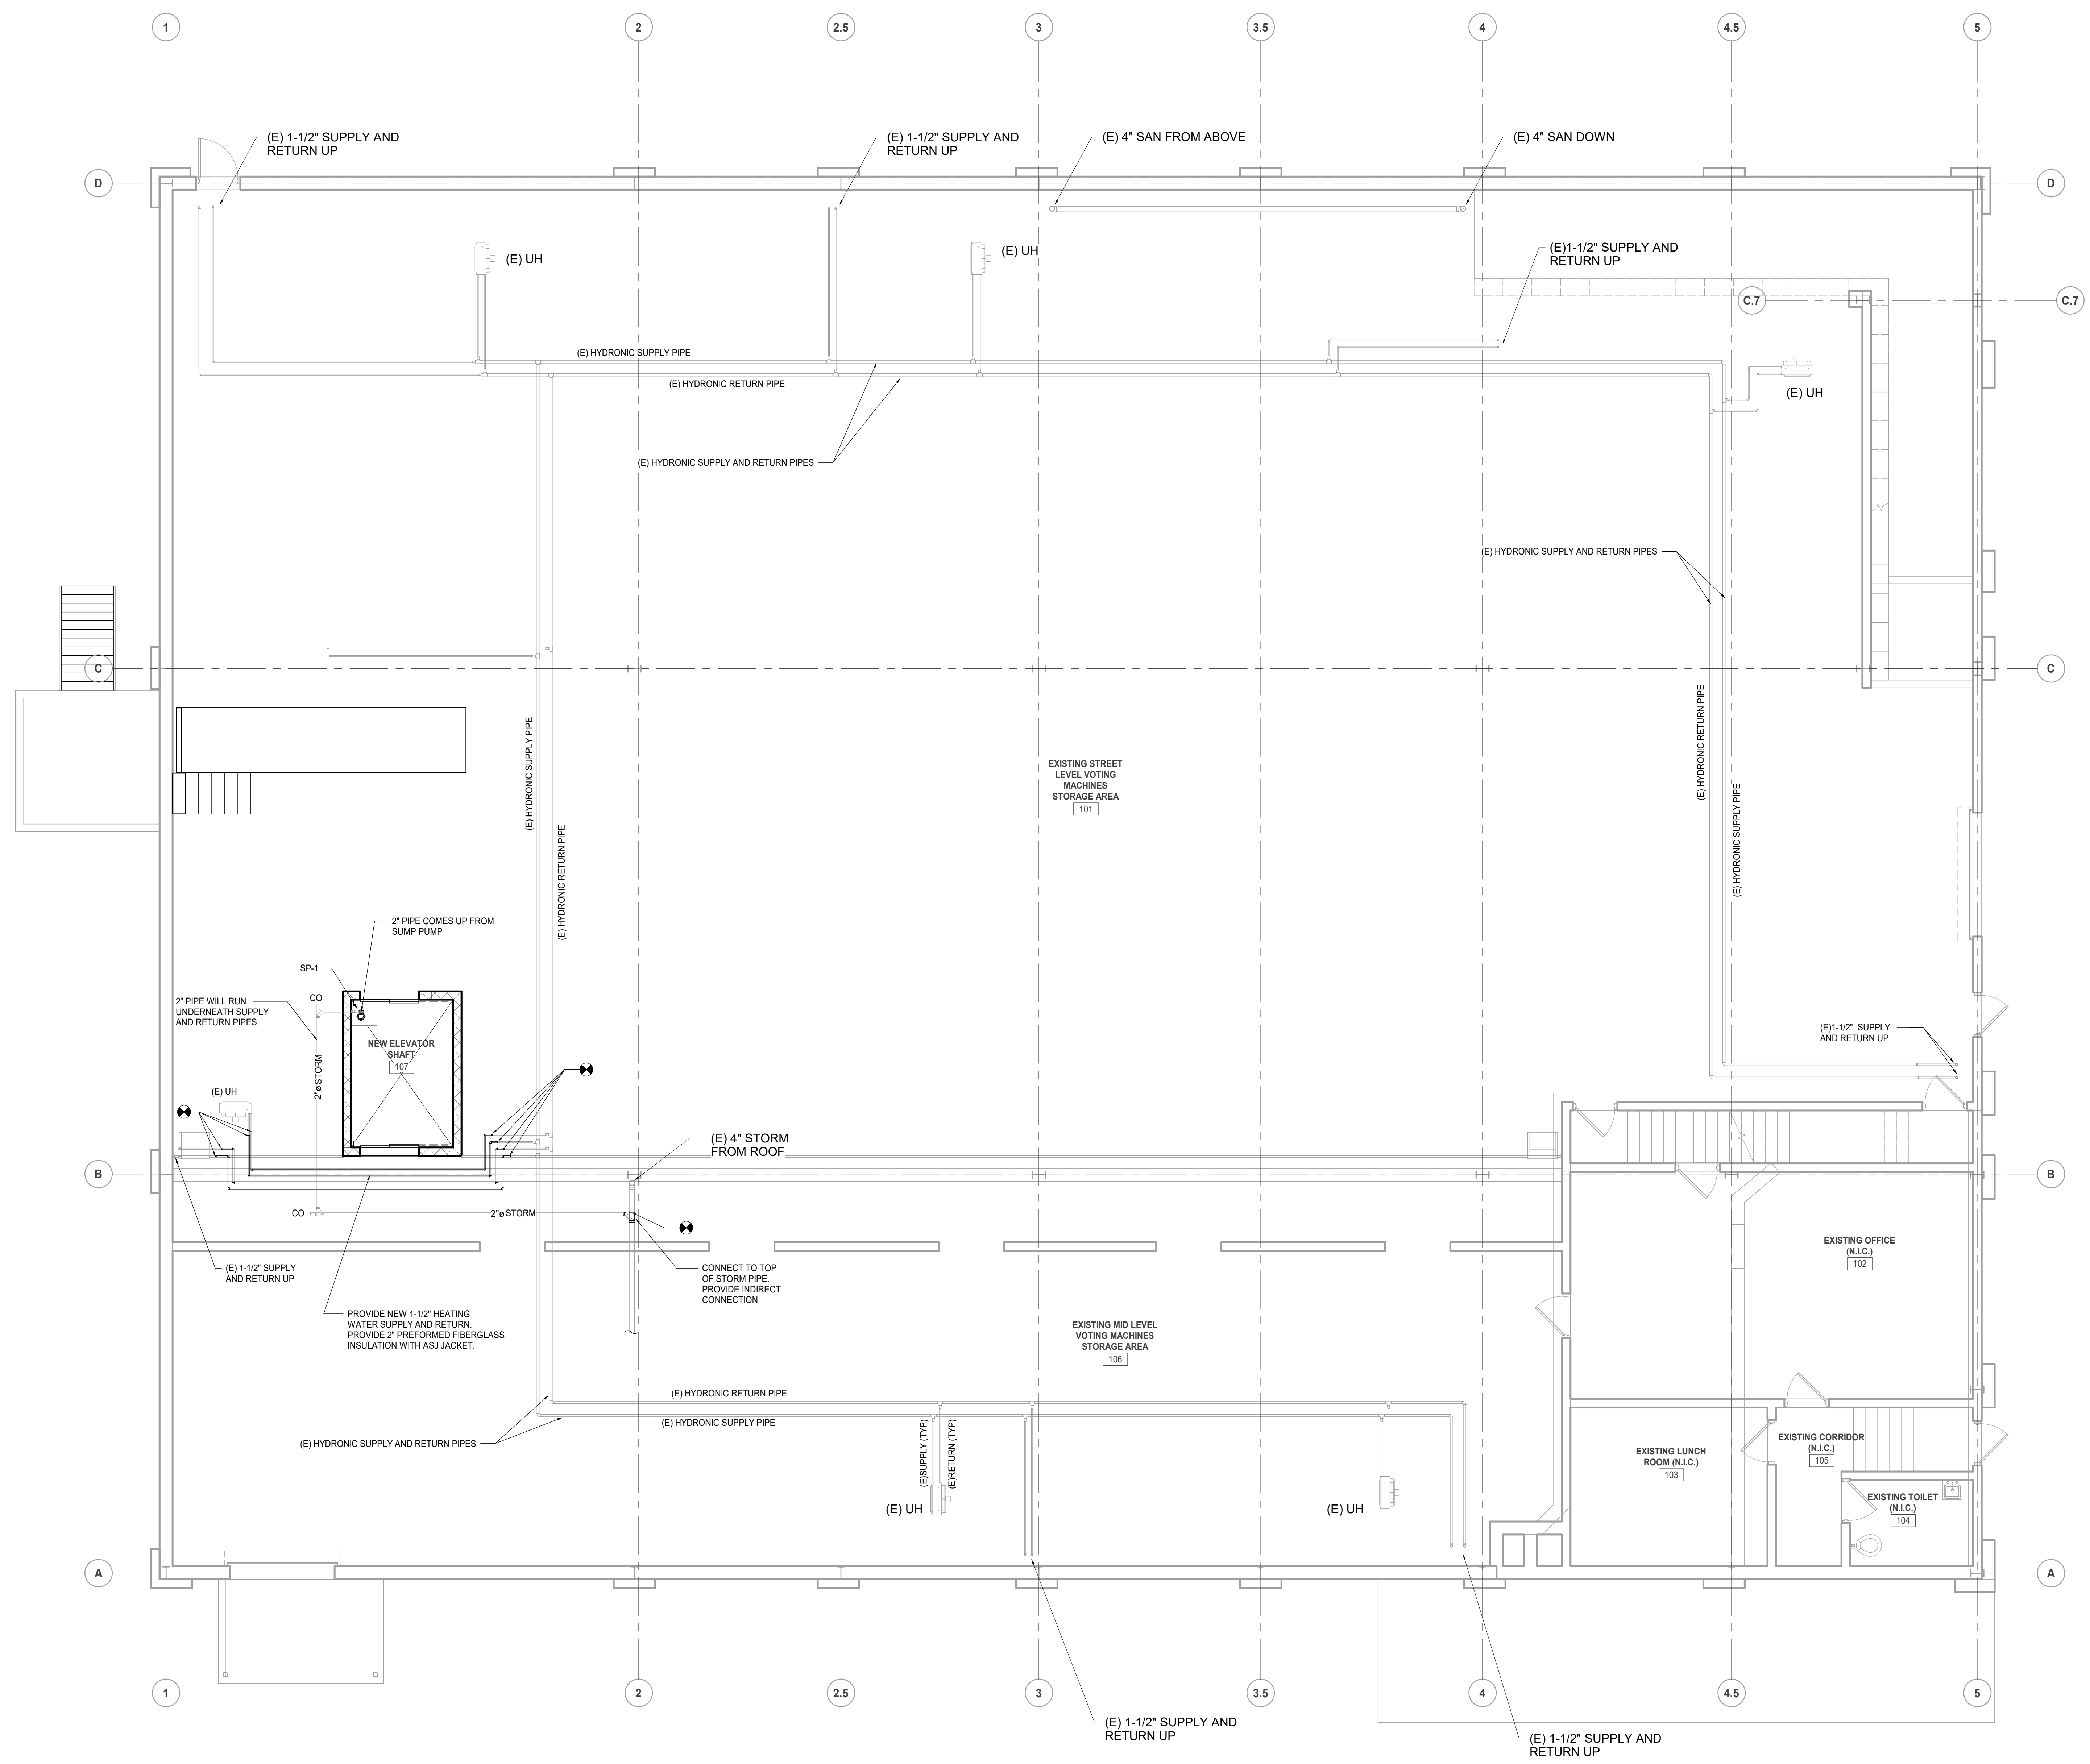 1
2
2.5
3
3.5
4
4.5
5
(E) 1-1/2" SUPPLY AND
RETURN UP
(E) 1-1/2" SUPPLY AND
RETURN UP
(E) 4" SAN FROM ABOVE
(E) 4" SAN DOWN
D
D
(E) UH
(E) UH
(E)1-1/2" SUPPLY AND
RETURN UP
C.7
C.7
(E) HYDRONIC SUPPLY PIPE
(E) HYDRONIC RETURN PIPE
(E) UH
(E) HYDRONIC SUPPLY AND RETURN PIPES
(E) HYDRONIC SUPPLY AND RETURN PIPES
C
C
(E) HYDRONIC SUPPLY PIPE
(E) HYDRONIC RETURN PIPE
EXISTING STREET
LEVEL VOTING
MACHINES
STORAGE AREA
101
(E) HYDRONIC RETURN PIPE
(E) HYDRONIC SUPPLY PIPE
2" PIPE COMES UP FROM
SUMP PUMP
SP-1
CO
2" PIPE WILL RUN
UNDERNEATH SUPPLY
AND RETURN PIPES
NEW ELEVATOR
SHAFT
107
2"ø STORM
(E) UH
(E)1-1/2" SUPPLY
AND RETURN UP
(E) 4" STORM
FROM ROOF
B
B
CO
2"ø STORM
(E) 1-1/2" SUPPLY
AND RETURN UP
CONNECT TO TOP
OF STORM PIPE.
PROVIDE INDIRECT
CONNECTION
PROVIDE NEW 1-1/2" HEATING
WATER SUPPLY AND RETURN.
PROVIDE 2" PREFORMED FIBERGLASS
INSULATION WITH ASJ JACKET.
EXISTING OFFICE
(N.I.C.)
102
EXISTING MID LEVEL
VOTING MACHINES
STORAGE AREA
106
(E) HYDRONIC RETURN PIPE
(E) HYDRONIC SUPPLY PIPE
(E) HYDRONIC SUPPLY AND RETURN PIPES
(E)SUPPLY (TYP)
(E)RETURN (TYP)
(E) UH
(E) UH
EXISTING LUNCH
ROOM (N.I.C.)
103
EXISTING CORRIDOR
(N.I.C.)
105
EXISTING TOILET
(N.I.C.)
104
A
A
1
2
2.5
3
3.5
4
4.5
5
(E) 1-1/2" SUPPLY AND
RETURN UP
(E) 1-1/2" SUPPLY AND
RETURN UP